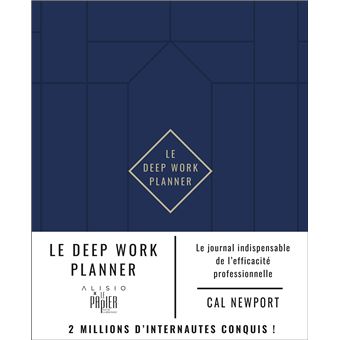 LE
DEEP WORK
PLANNER
LE DEEP WORK
PLANNER
ALISIO
LE
PAPIER
Le journal indispensable
de l'efficacité
professionnelle
CAL NEWPORT
2 MILLIONS D'INTERNAUTES CONQUIS !